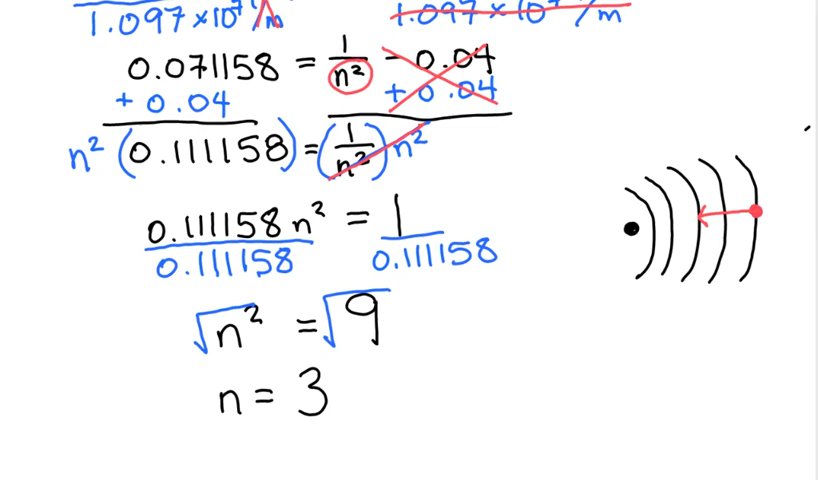 1.097×10⁷/m 1.097×10⁷/m
0.071158 = 1/n² - 0.04
+ 0.04 + 0.04
n² (0.111158) = (1/n²) n²
0.111158 n² = 1
0.111158 0.111158
√n² = √9
n = 3